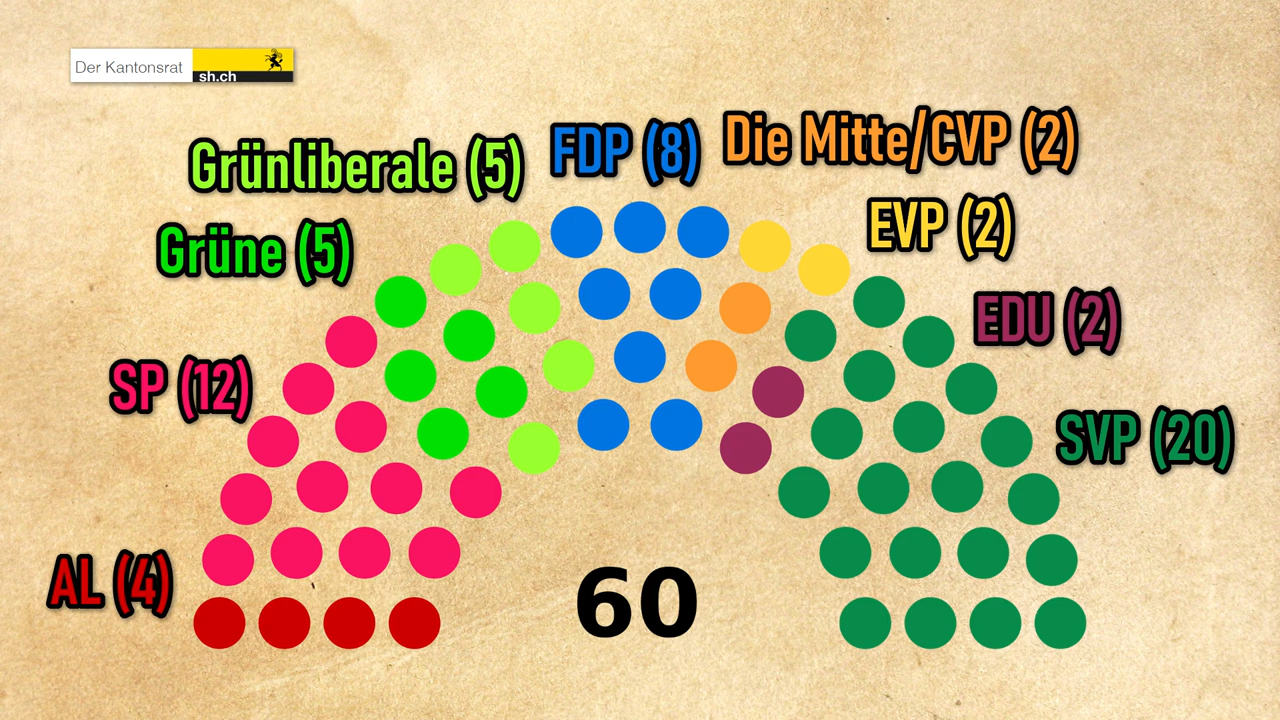 Der Kantonsrat
sh.ch
Grünliberale (5)
FDP (8)
Die Mitte/CVP (2)
Grüne (5)
EVP (2)
EDU (2)
SP (12)
SVP (20)
AL (4)
60